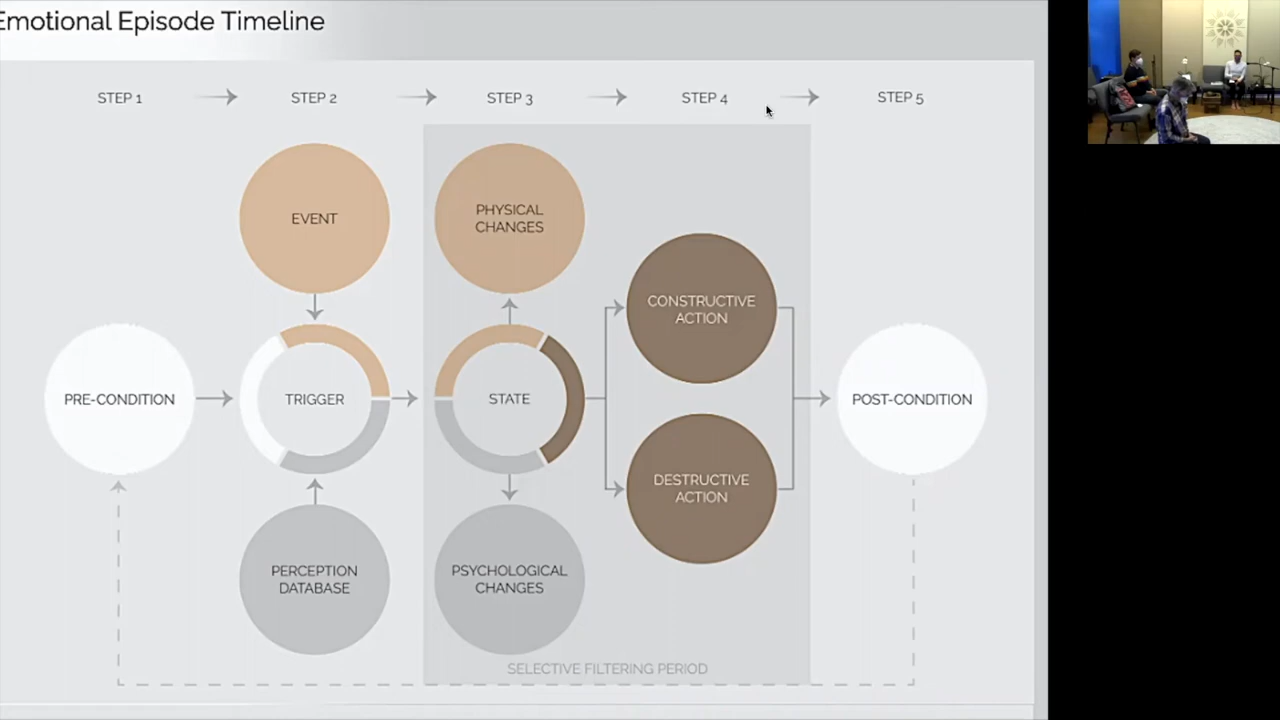 Emotional Episode Timeline
STEP 1
STEP 2
STEP 3
STEP 4
STEP 5
EVENT
PHYSICAL
CHANGES
CONSTRUCTIVE
ACTION
PRE-CONDITION
TRIGGER
STATE
POST-CONDITION
DESTRUCTIVE
ACTION
PERCEPTION
DATABASE
PSYCHOLOGICAL
CHANGES
SELECTIVE FILTERING PERIOD